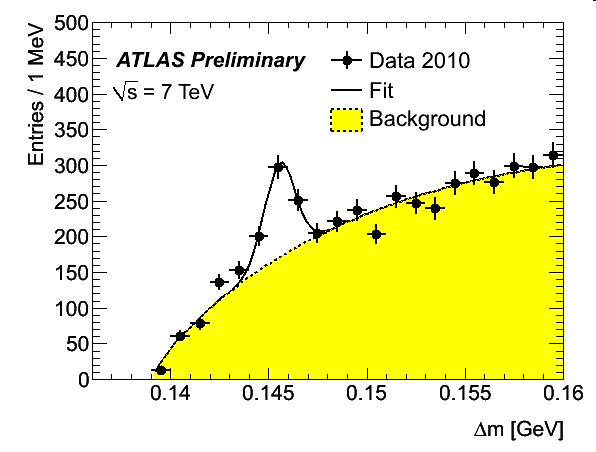 500
450
400
350
300
250
200
150
100
50
0
Entries / 1 MeV
ATLAS Preliminary
√s = 7 TeV
Data 2010
Fit
Background
0.14 0.145 0.15 0.155 0.16
Δm [GeV]